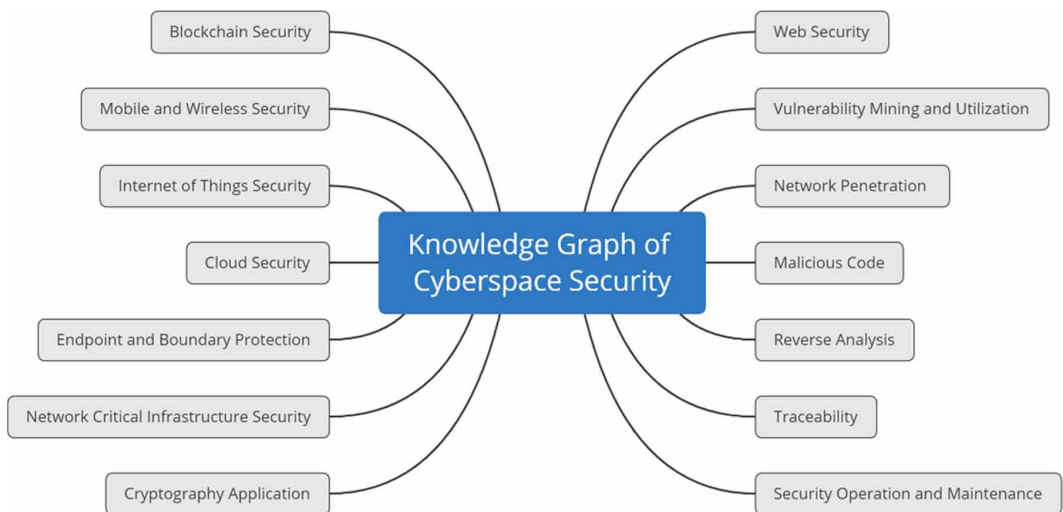 Blockchain Security
Mobile and Wireless Security
Internet of Things Security
Cloud Security
Endpoint and Boundary Protection
Network Critical Infrastructure Security
Cryptography Application
Knowledge Graph of
Cyberspace Security
Web Security
Vulnerability Mining and Utilization
Network Penetration
Malicious Code
Reverse Analysis
Traceability
Security Operation and Maintenance